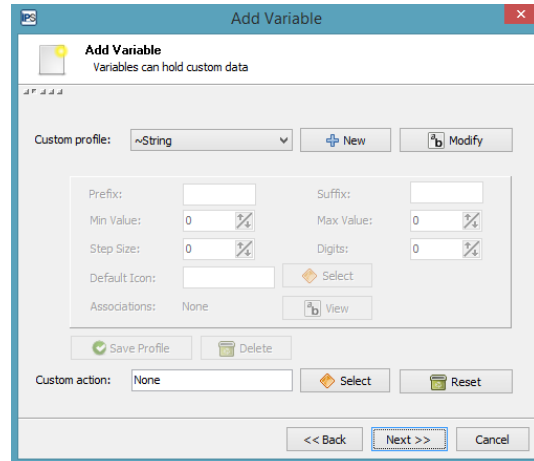 IPS Add Variable
Add Variable
Variables can hold custom data
Custom profile: ~String New Modify
Prefix: Suffix:
Min Value: 0 Max Value: 0
Step Size: 0 Digits: 0
Default Icon: Select
Associations: None View
Save Profile Delete
Custom action: None Select Reset
<< Back Next >> Cancel